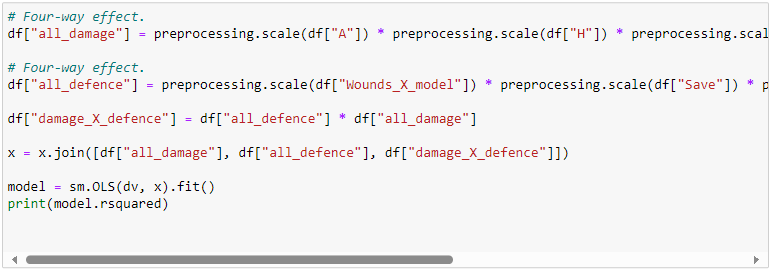 # Four-way effect.
df["all_damage"] = preprocessing.scale(df["A"]) * preprocessing.scale(df["H"]) * preprocessing.scal
# Four-way effect.
df["all_defence"] = preprocessing.scale(df["Wounds_X_model"]) * preprocessing.scale(df["Save"]) * p
df["damage_X_defence"] = df["all_defence"] * df["all_damage"]
x = x.join([df["all_damage"], df["all_defence"], df["damage_X_defence"]])
model = sm.OLS(dv, x).fit()
print(model.rsquared)